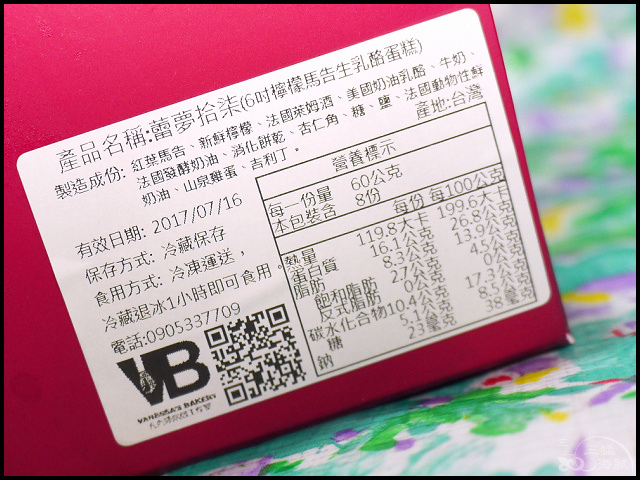 產品名稱:蕾夢拾柒(6吋檸檬馬告生乳酪蛋糕)
製造成份: 紅葉馬告、新鮮檸檬、法國萊姆酒、美國奶油乳酪、牛奶、
法國發酵奶油、消化餅乾、杏仁角、糖、鹽、法國動物性鮮
奶油、山泉雞蛋、吉利丁。
產地:台灣
有效日期: 2017/07/16
保存方式: 冷藏保存
食用方式: 冷凍運送,
冷藏退冰1小時即可食用。
電話:0905337709
VB
VANESSA'S BAKERY
營養標示
每一份量 60公克
本包裝含 8份
每份 每100公克
熱量 119.8大卡 199.6大卡
蛋白質 16.1公克 26.8公克
脂肪 8.3公克 13.9公克
飽和脂肪 2.7公克 4.5公克
反式脂肪 0公克 0公克
碳水化合物10.4公克 17.3公克
糖 5.1公克 8.5公克
鈉 23毫克 38毫克